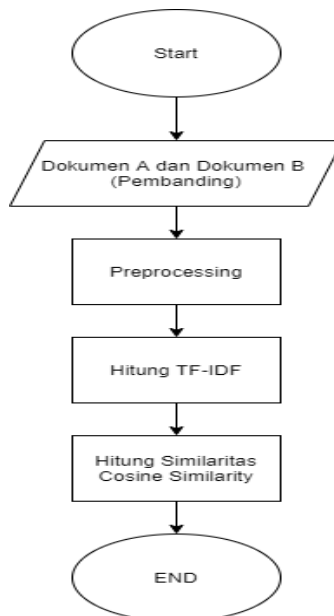 Start
Dokumen A dan Dokumen B
(Pembanding)
Preprocessing
Hitung TF-IDF
Hitung Similaritas
Cosine Similarity
END